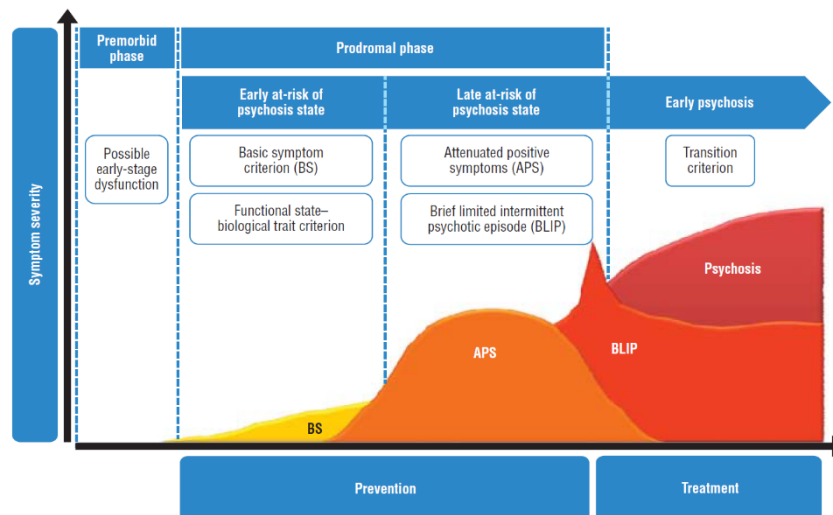 Premorbid
phase
Prodromal phase
Early at-risk of
psychosis state
Late at-risk of
psychosis state
Early psychosis
Possible
early-stage
dysfunction
Basic symptom
criterion (BS)
Attenuated positive
symptoms (APS)
Transition
criterion
Functional state–
biological trait criterion
Brief limited intermittent
psychotic episode (BLIP)
Symptom severity
Psychosis
BLIP
APS
BS
Prevention
Treatment